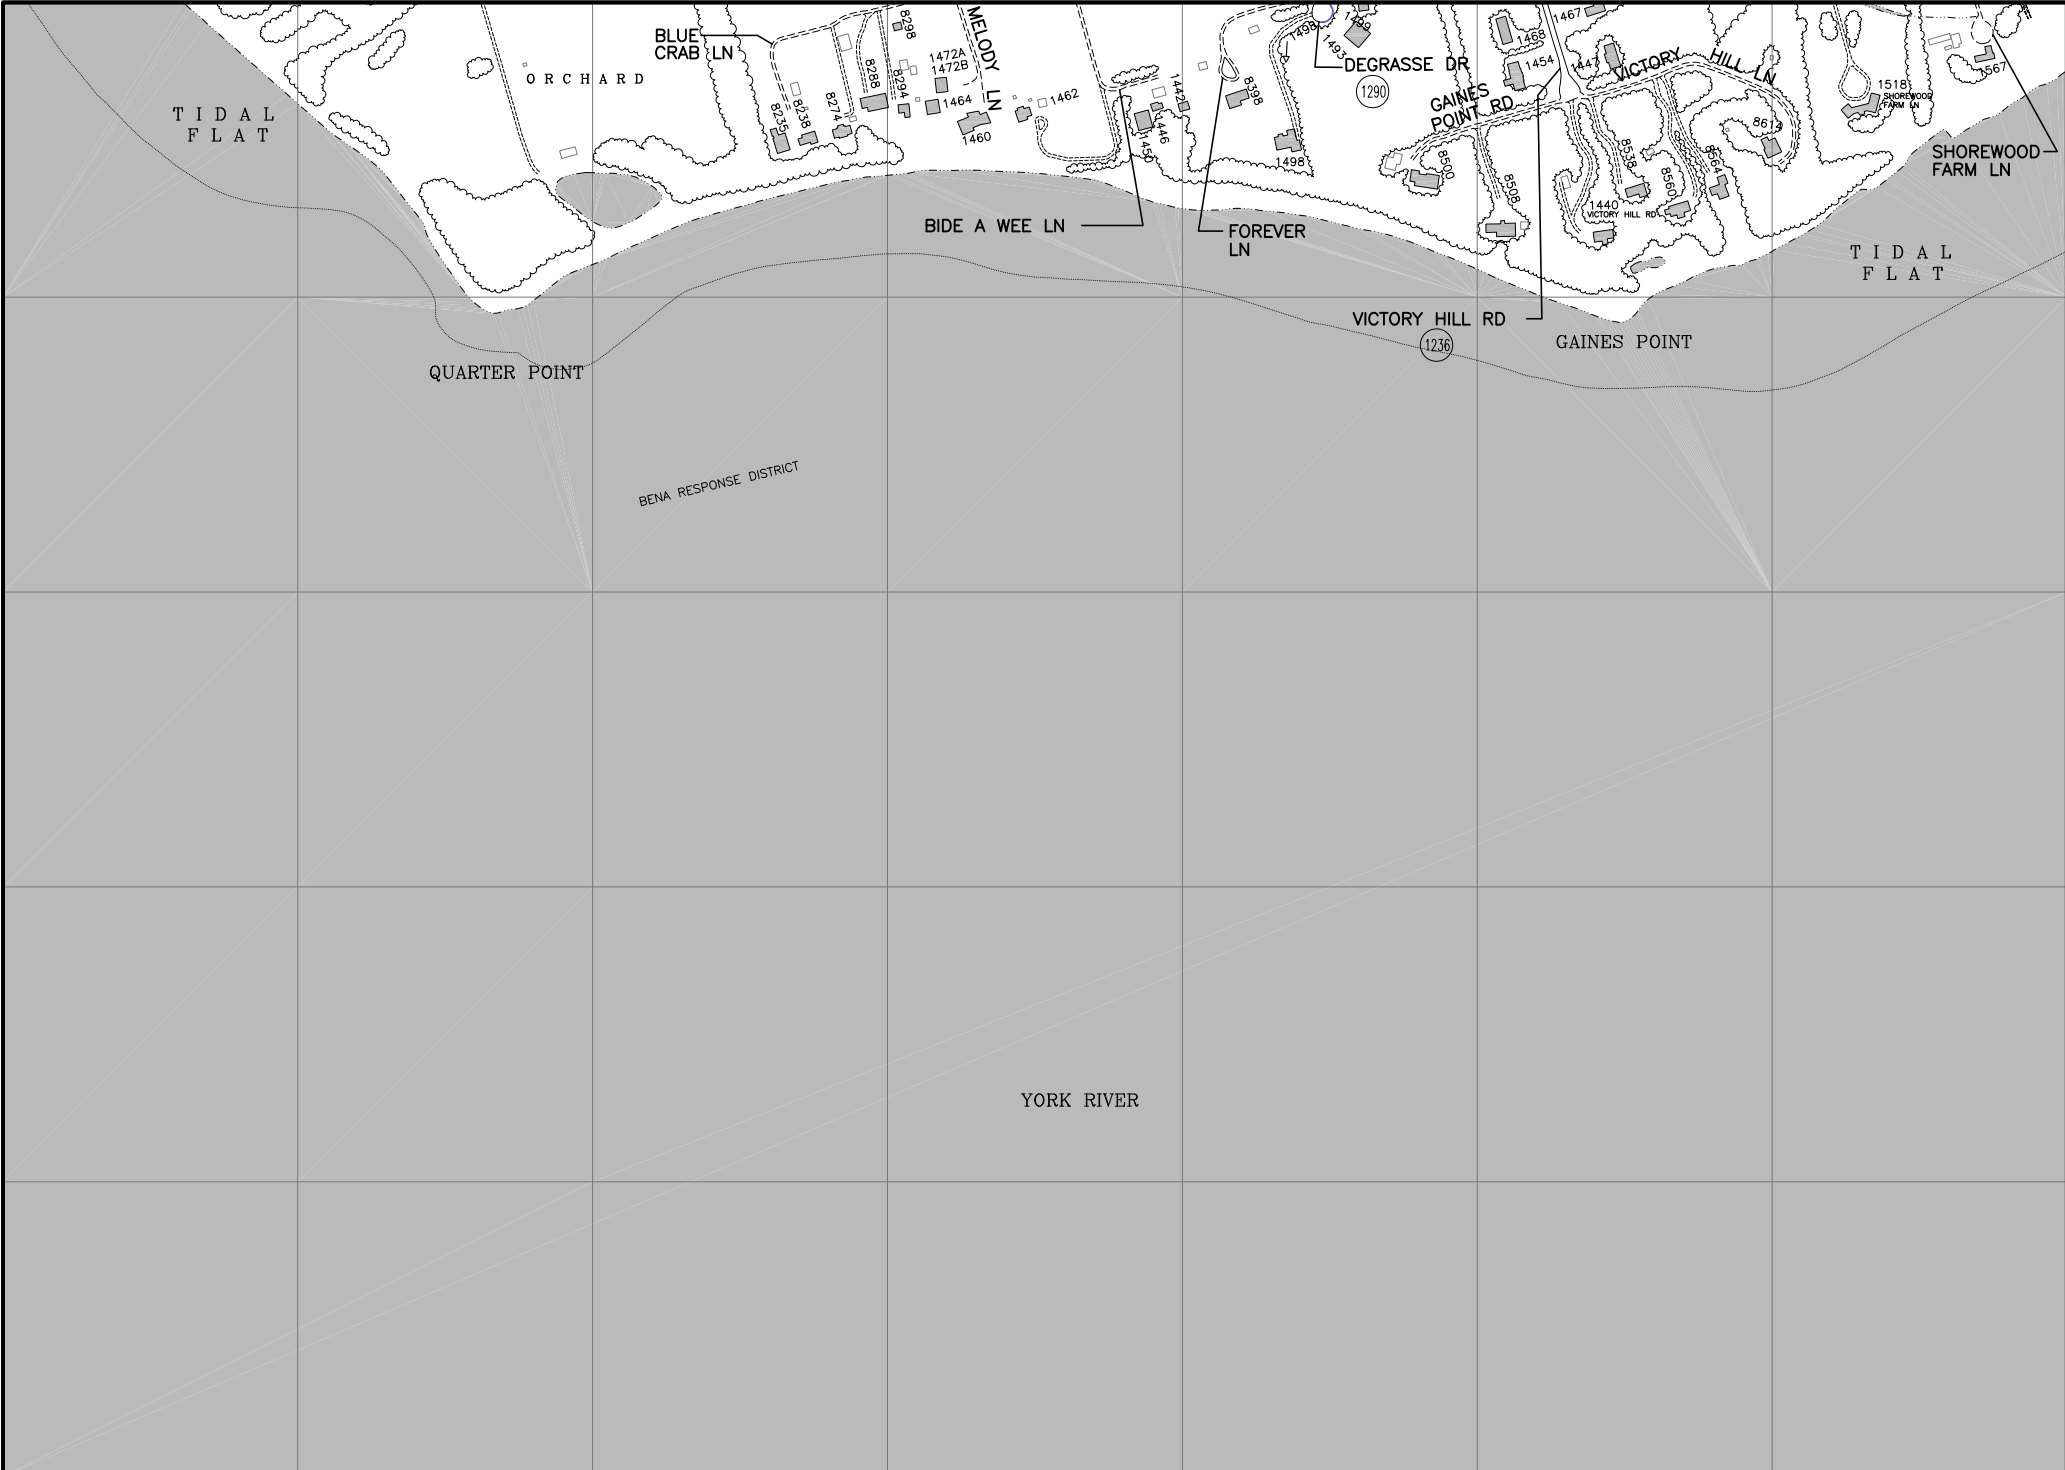 BLUE
CRAB LN
ORCHARD
TIDAL
FLAT
8298
8288
8294
8235
8238
8274
MELODY LN
1472A
1472B
1464
1460
1462
1442
1446
1450
8398
1498
1493
1499
DEGRASSE DR
1290
1498
1467
1468
1454
1447
GAINES
POINT RD
VICTORY HILL LN
1518
SHOREWOOD
FARM LN
1567
8614
SHOREWOOD
FARM LN
8500
8508
8538
8560
8564
1440
VICTORY HILL RD
BIDE A WEE LN
FOREVER
LN
TIDAL
FLAT
VICTORY HILL RD
1236
GAINES POINT
QUARTER POINT
BENA RESPONSE DISTRICT
YORK RIVER